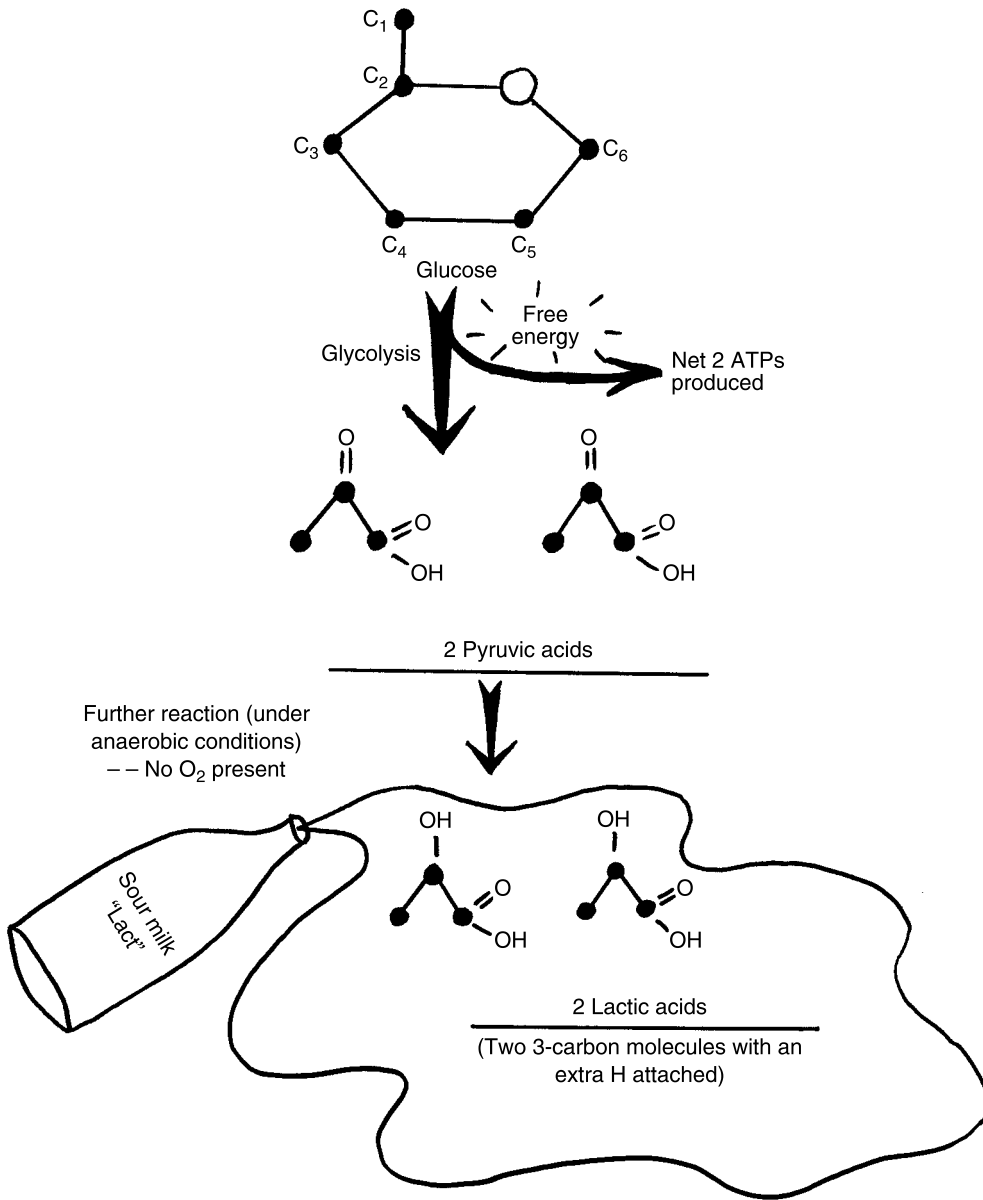 C₁
C₂
C₃
C₆
C₄
C₅
Glucose
Free
energy
Glycolysis
Net 2 ATPs
produced
O
O
O
OH
O
OH
2 Pyruvic acids
Further reaction (under
anaerobic conditions)
– – No O₂ present
OH
OH
O
OH
O
OH
Sour milk
“Lact”
2 Lactic acids
(Two 3-carbon molecules with an
extra H attached)